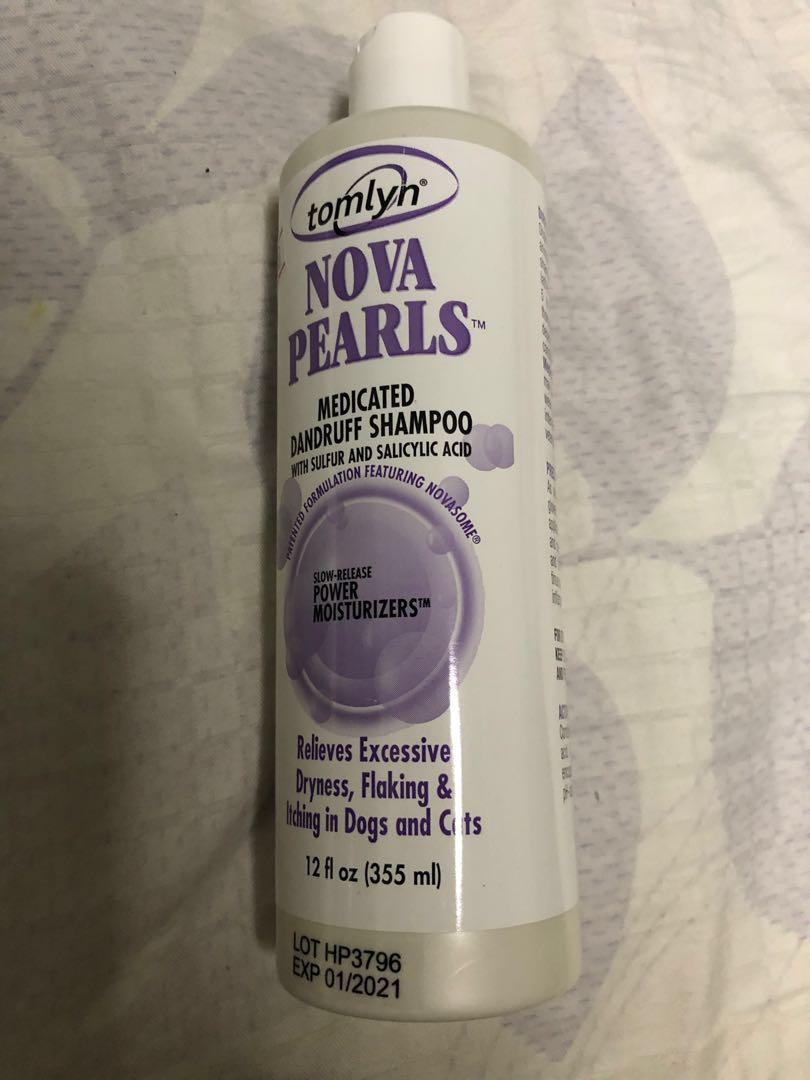 tomlyn®
NOVA
PEARLS™
MEDICATED
DANDRUFF SHAMPOO
WITH SULFUR AND SALICYLIC ACID
PATENTED FORMULATION FEATURING NOVASOME®
SLOW-RELEASE
POWER
MOISTURIZERS™
Relieves Excessive
Dryness, Flaking &
Itching in Dogs and Cats
12 fl oz (355 ml)
LOT HP3796
EXP 01/2021